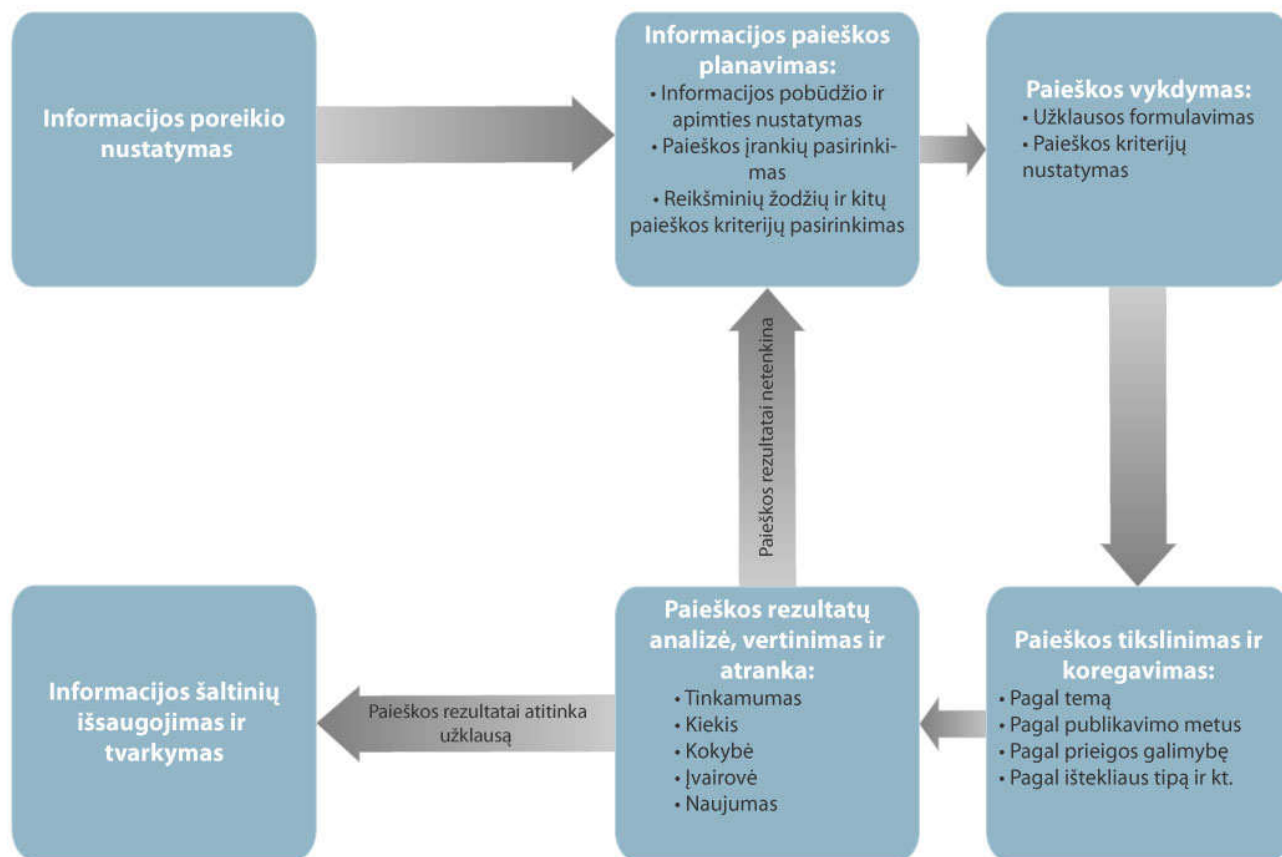 Informacijos poreikio
nustatymas
Informacijos paieškos
planavimas:
• Informacijos pobūdžio ir
apimties nustatymas
• Paieškos įrankių pasirinki-
mas
• Reikšminių žodžių ir kitų
paieškos kriterijų pasirinkimas
Paieškos vykdymas:
• Užklausos formulavimas
• Paieškos kriterijų
nustatymas
Paieškos rezultatai netenkina
Paieškos tikslinimas ir
koregavimas:
• Pagal temą
• Pagal publikavimo metus
• Pagal prieigos galimybę
• Pagal ištekliaus tipą ir kt.
Paieškos rezultatų
analizė, vertinimas ir
atranka:
• Tinkamumas
• Kiekis
• Kokybė
• Įvairovė
• Naujumas
Paieškos rezultatai atitinka
užklausą
Informacijos šaltinių
išsaugojimas ir
tvarkymas